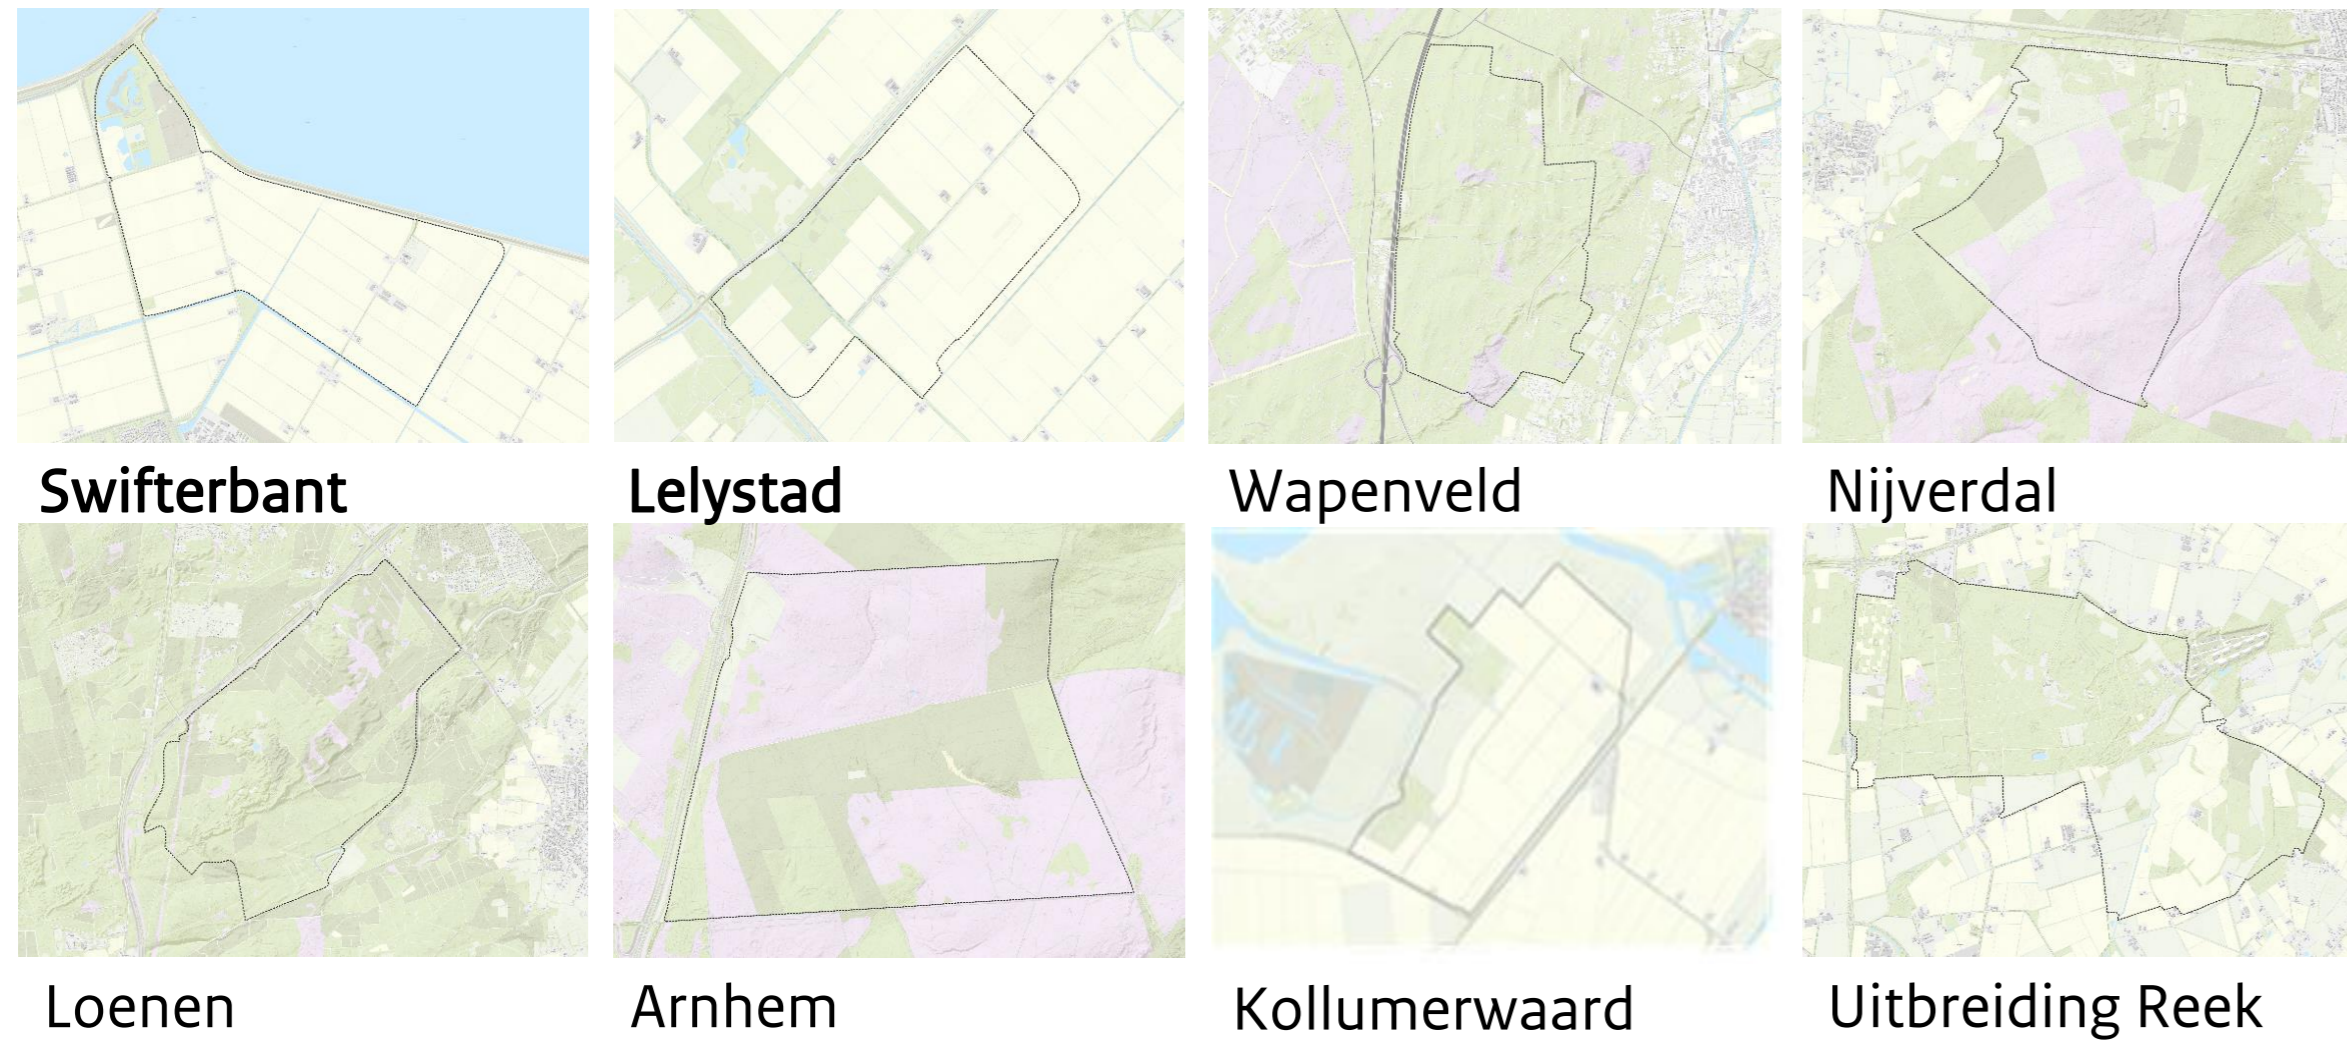 Swifterbant
Lelystad
Wapenveld
Nijverdal
Loenen
Arnhem
Kollumerwaard
Uitbreiding Reek